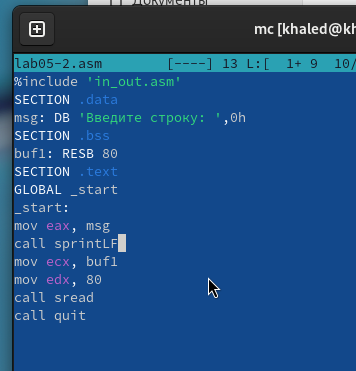 Документы
mc [khaled@kh
lab05-2.asm [----] 13 L:[ 1+ 9 10/
%include 'in_out.asm'
SECTION .data
msg: DB 'Введите строку: ',0h
SECTION .bss
buf1: RESB 80
SECTION .text
GLOBAL _start
_start:
mov eax, msg
call sprintLF
mov ecx, buf1
mov edx, 80
call sread
call quit